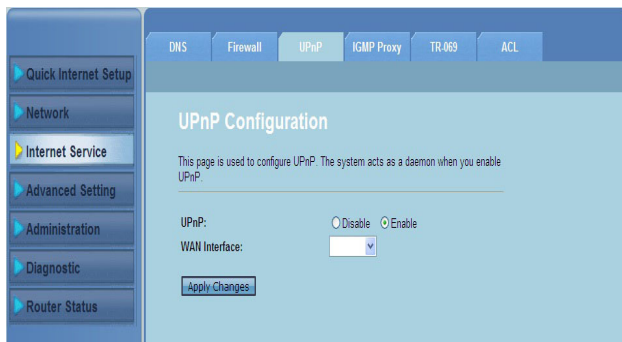 DNS Firewall UPnP IGMP Proxy TR-069 ACL
Quick Internet Setup
Network
Internet Service
Advanced Setting
Administration
Diagnostic
Router Status
UPnP Configuration
This page is used to configure UPnP. The system acts as a daemon when you enable
UPnP.
UPnP: Disable Enable
WAN Interface:
Apply Changes